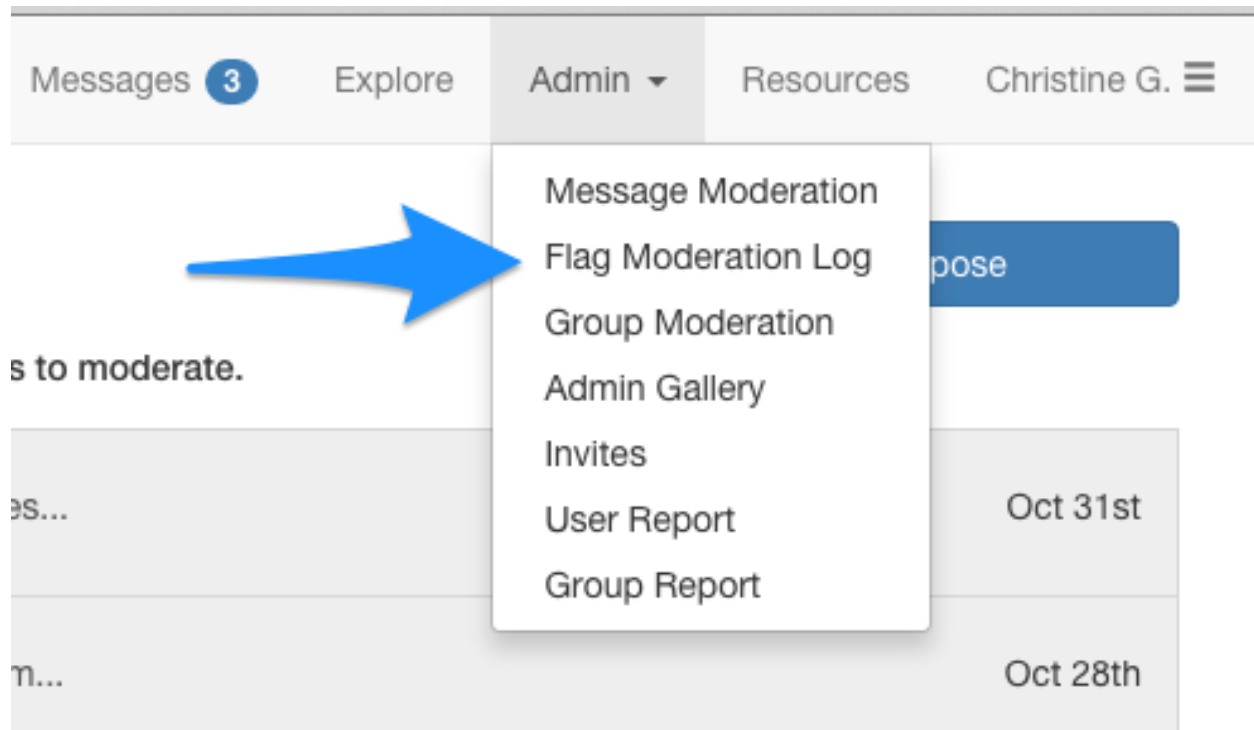 Messages 3 Explore Admin Resources Christine G.
Message Moderation
Flag Moderation Log
pose
Group Moderation
s to moderate.
Admin Gallery
Invites
es... Oct 31st
User Report
Group Report
m... Oct 28th